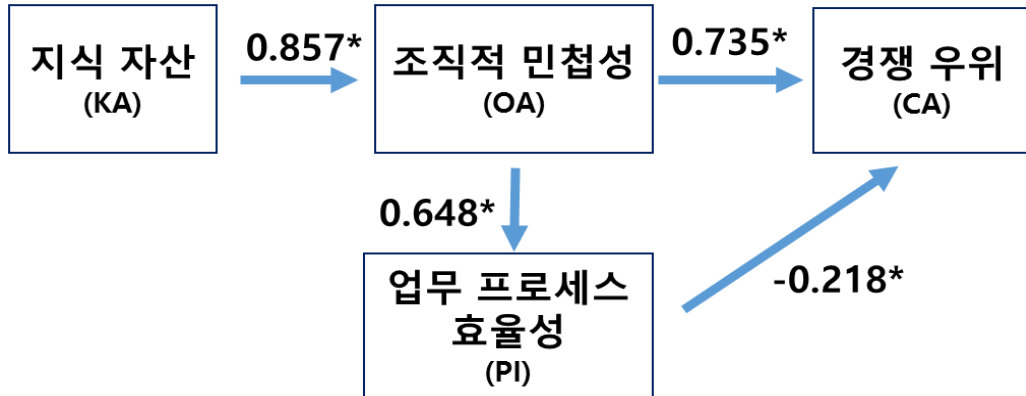 지식 자산
(KA)
0.857*
조직적 민첩성
(OA)
0.735*
경쟁 우위
(CA)
0.648*
업무 프로세스
효율성
(PI)
-0.218*